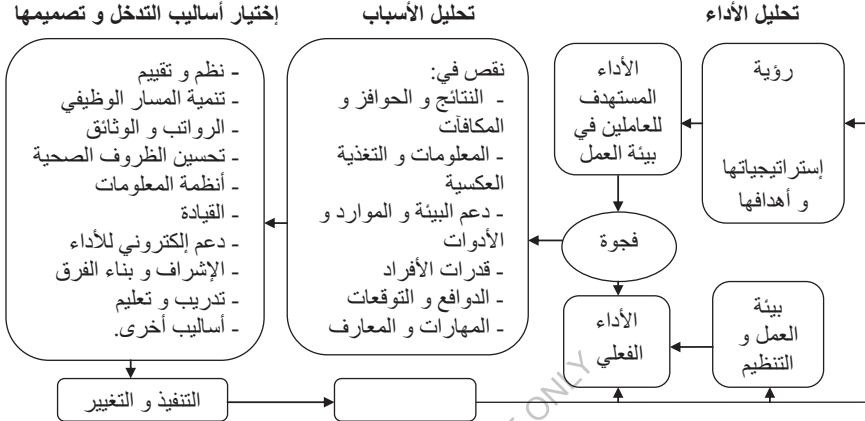 تحليل الأداء
تحليل الأسباب
إختيار أساليب التدخل و تصميمها
رؤية
إستراتيجياتها
و أهدافها
الأداء
المستهدف
للعاملين في
بيئة العمل
فجوة
الأداء
الفعلي
بيئة
العمل و
التنظيم
نقص في:
- النتائج و الحوافز و
المكافآت
- المعلومات و التغذية
العكسية
- دعم البيئة و الموارد و
الأدوات
- قدرات الأفراد
- الدوافع و التوقعات
- المهارات و المعارف
- نظم و تقييم
- تنمية المسار الوظيفي
- الرواتب و الوثائق
- تحسين الظروف الصحية
- أنظمة المعلومات
- القيادة
- دعم إلكتروني للأداء
- الإشراف و بناء الفرق
- تدريب و تعليم
- أساليب أخرى.
التنفيذ و التغيير
ONLY